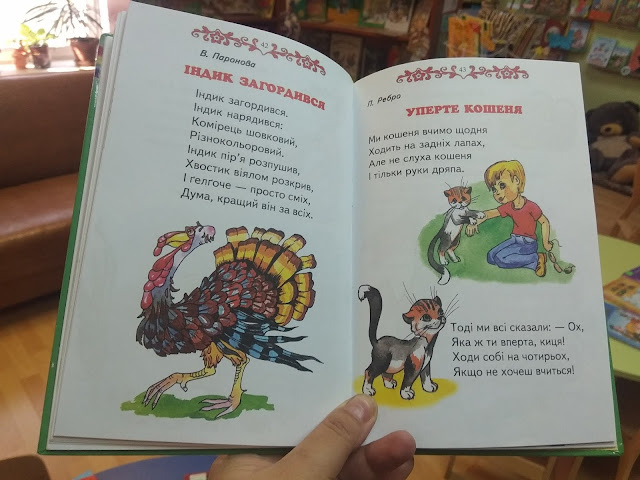 42
В. Паронова
ІНДИК ЗАГОРДИВСЯ
Індик загордився.
Індик нарядився:
Комірець шовковий,
Різнокольоровий.
Індик пір'я розпушив,
Хвостик віялом розкрив,
І гелгоче — просто сміх,
Дума, кращий він за всіх.
43
П. Ребро
УПЕРТЕ КОШЕНЯ
Ми кошеня вчимо щодня
Ходить на задніх лапах,
Але не слуха кошеня
І тільки руки дряпа.
Тоді ми всі сказали: — Ох,
Яка ж ти вперта, киця!
Ходи собі на чотирьох,
Якщо не хочеш вчиться!